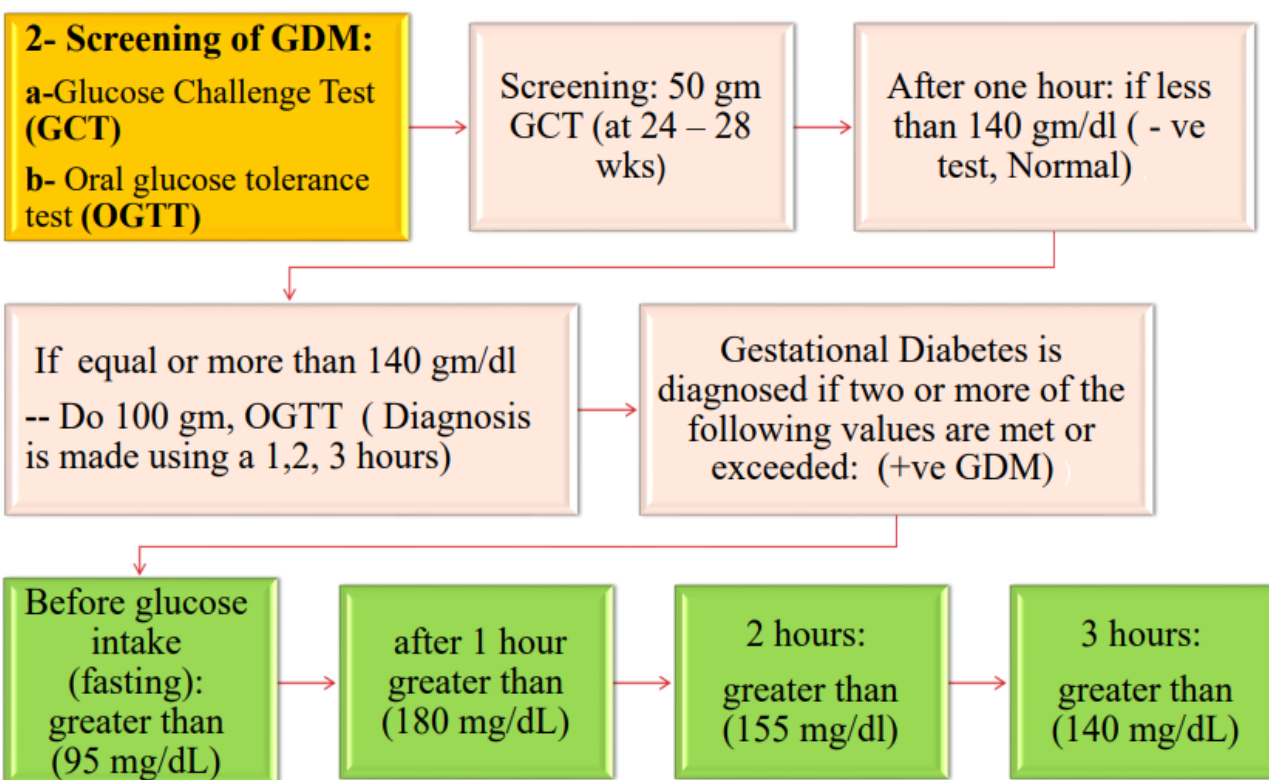 2- Screening of GDM:
a-Glucose Challenge Test
(GCT)
b- Oral glucose tolerance
test (OGTT)
Screening: 50 gm
GCT (at 24 – 28
wks)
After one hour: if less
than 140 gm/dl ( - ve
test, Normal)
If equal or more than 140 gm/dl
-- Do 100 gm, OGTT ( Diagnosis
is made using a 1,2, 3 hours)
Gestational Diabetes is
diagnosed if two or more of the
following values are met or
exceeded: (+ve GDM) )
Before glucose
intake
(fasting):
greater than
(95 mg/dL)
after 1 hour
greater than
(180 mg/dL)
2 hours:
greater than
(155 mg/dl)
3 hours:
greater than
(140 mg/dL)